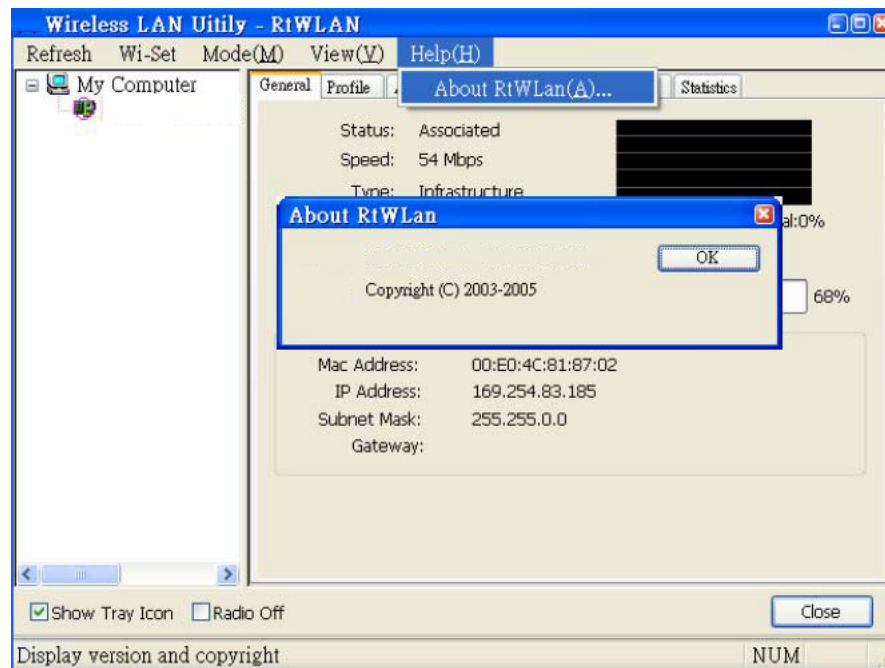 Wireless LAN Uitily - RtWLAN
Refresh Wi-Set Mode(M) View(V) Help(H)
About RtWLan(A)...
My Computer
General Profile Statistics
Status: Associated
Speed: 54 Mbps
Type: Infrastructure
About RtWLan
al:0%
OK
Copyright (C) 2003-2005
68%
Mac Address: 00:E0:4C:81:87:02
IP Address: 169.254.83.185
Subnet Mask: 255.255.0.0
Gateway:
Show Tray Icon Radio Off Close
Display version and copyright NUM